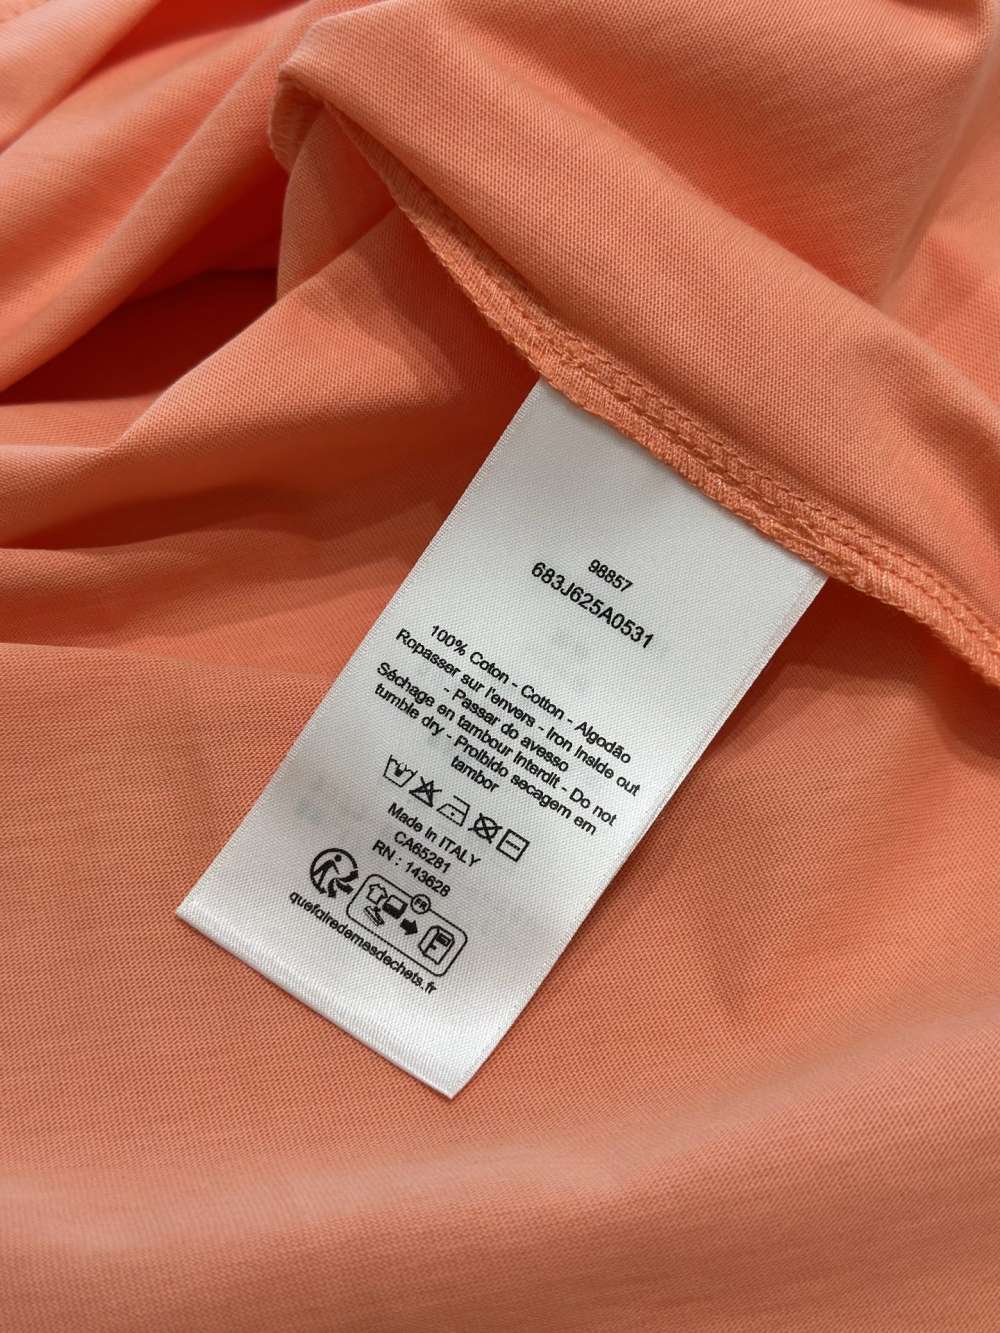 98857
683J625A0531
100% Coton - Cotton - Algodão
Ropasser sur l'envers - Iron Inside out
- Passar do avesso
Séchage en tambour Interdit - Do not
tumble dry - Proibido secagem em
tambor
Made In ITALY
CA65281
RN : 143628
FR
quefairedemesdechets.fr